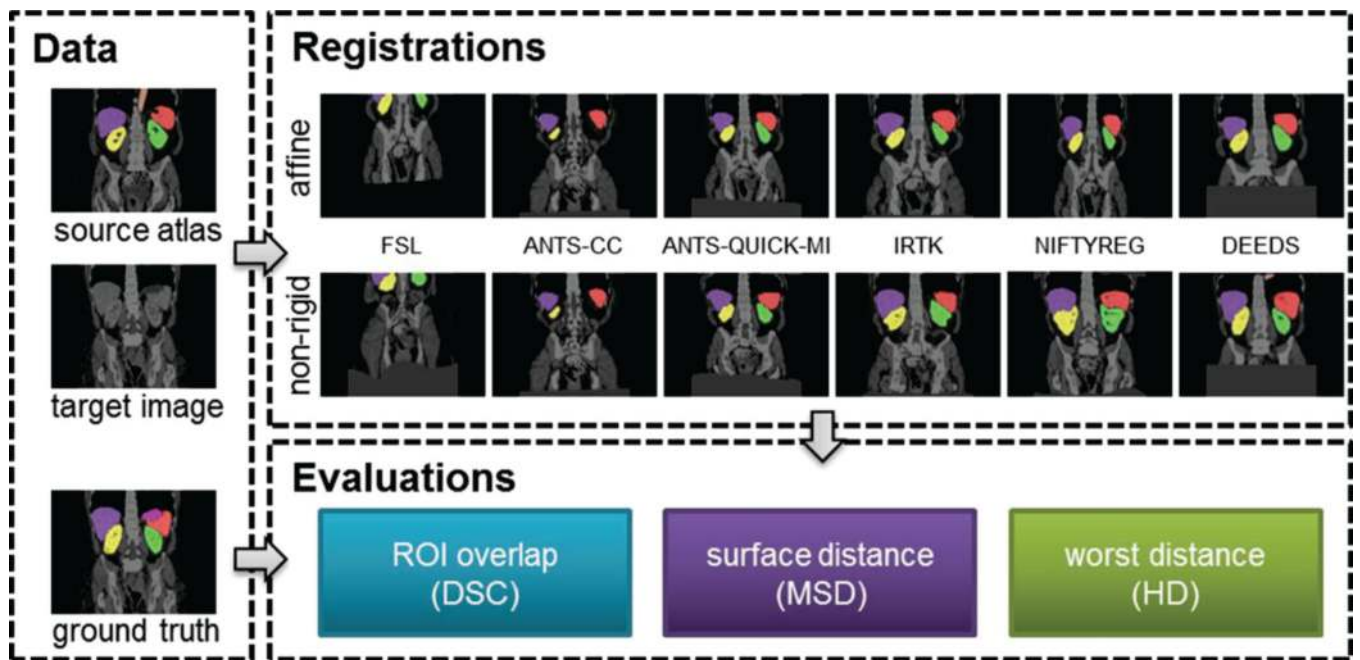 Data
source atlas
target image
ground truth
Registrations
affine
FSL
ANTS-CC
ANTS-QUICK-MI
IRTK
NIFTYREG
DEEDS
non-rigid
Evaluations
ROI overlap
(DSC)
surface distance
(MSD)
worst distance
(HD)